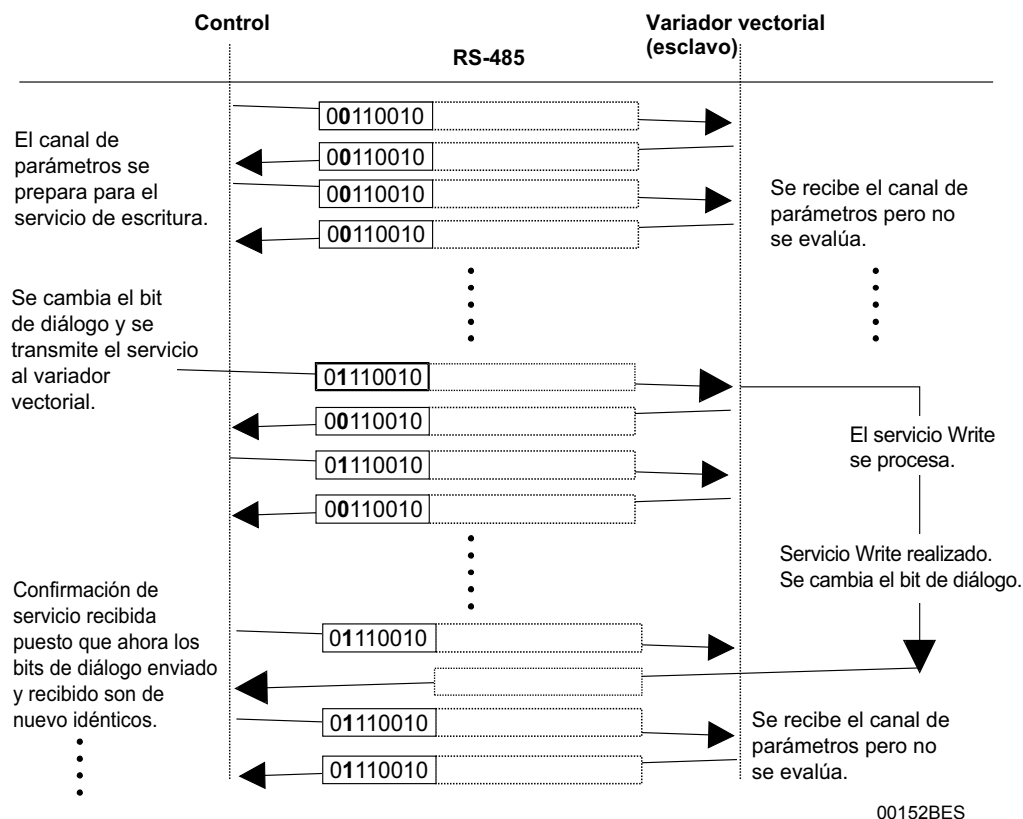 Control
Variador vectorial
(esclavo)
RS-485
00110010
El canal de
parámetros se
prepara para el
servicio de escritura.
00110010
00110010
00110010
Se recibe el canal de
parámetros pero no
se evalúa.
Se cambia el bit
de diálogo y se
transmite el servicio
al variador
vectorial.
01110010
00110010
01110010
00110010
El servicio Write
se procesa.
Servicio Write realizado.
Se cambia el bit de diálogo.
Confirmación de
servicio recibida
puesto que ahora los
bits de diálogo enviado
y recibido son de
nuevo idénticos.
01110010
01110010
01110010
Se recibe el canal de
parámetros pero no
se evalúa.
00152BES